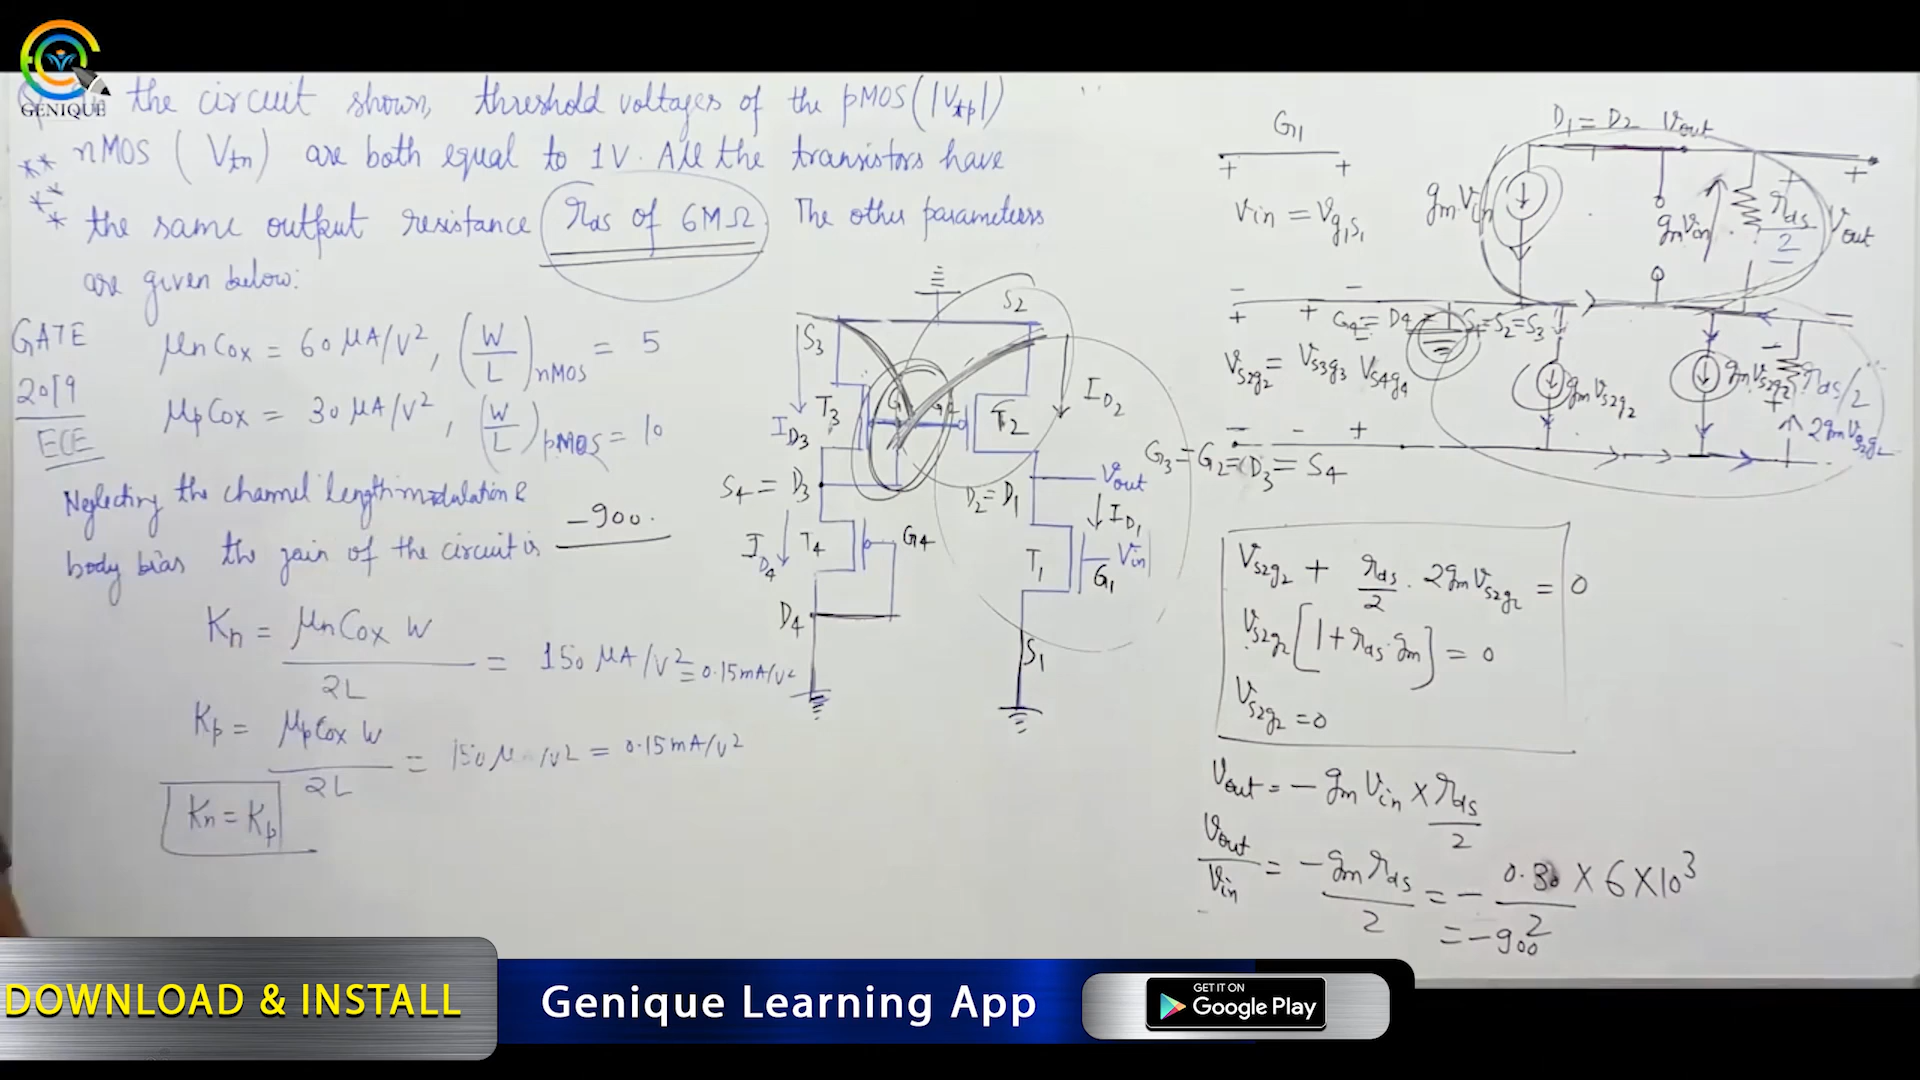 GENIQUE
the circuit shown, threshold voltages of the pMOS (|Vtp|)
** nMOS (Vtn) are both equal to 1V. All the transistors have
** the same output resistance rds of 6MΩ. The other parameters
are given below:
GATE
2019
ECE
μnCox = 60 μA/V², (W/L)nMOS = 5
μpCox = 30 μA/V², (W/L)pMOS = 10
Neglecting the channel length modulation &
body bias the gain of the circuit is -900.
Kn = μnCox W / 2L = 150 μA/V² = 0.15mA/V²
Kp = μpCox W / 2L = 150 μ /V² = 0.15mA/V²
Kn = Kp
S3
S2
T3
G2
T2
ID3
ID2
S4 = D3
D2 = D1
Vout
ID1
ID4
T4
G4
T1
G1
Vin
D4
S1
G1
D1 = D2 Vout
+ +
Vin = Vg1s1
gmVin
gmVin
rds/2
Vout
- -
+ + G4 = D4 = S1 = S2 = S3
Vs2g2 = Vs3g3 Vs4g4
gmVs2g2
gmVs2g2
rds/2
2gmVs2g2
G3 = G2 = D3 = S4
Vs2g2 + rds/2 . 2gmVs2g2 = 0
Vs2g2 [1 + rds.gm] = 0
Vs2g2 = 0
Vout = - gm Vin × rds/2
Vout/Vin = - gm rds/2 = - 0.30/2 × 6 × 10³
= -900
DOWNLOAD & INSTALL
Genique Learning App
GET IT ON
Google Play